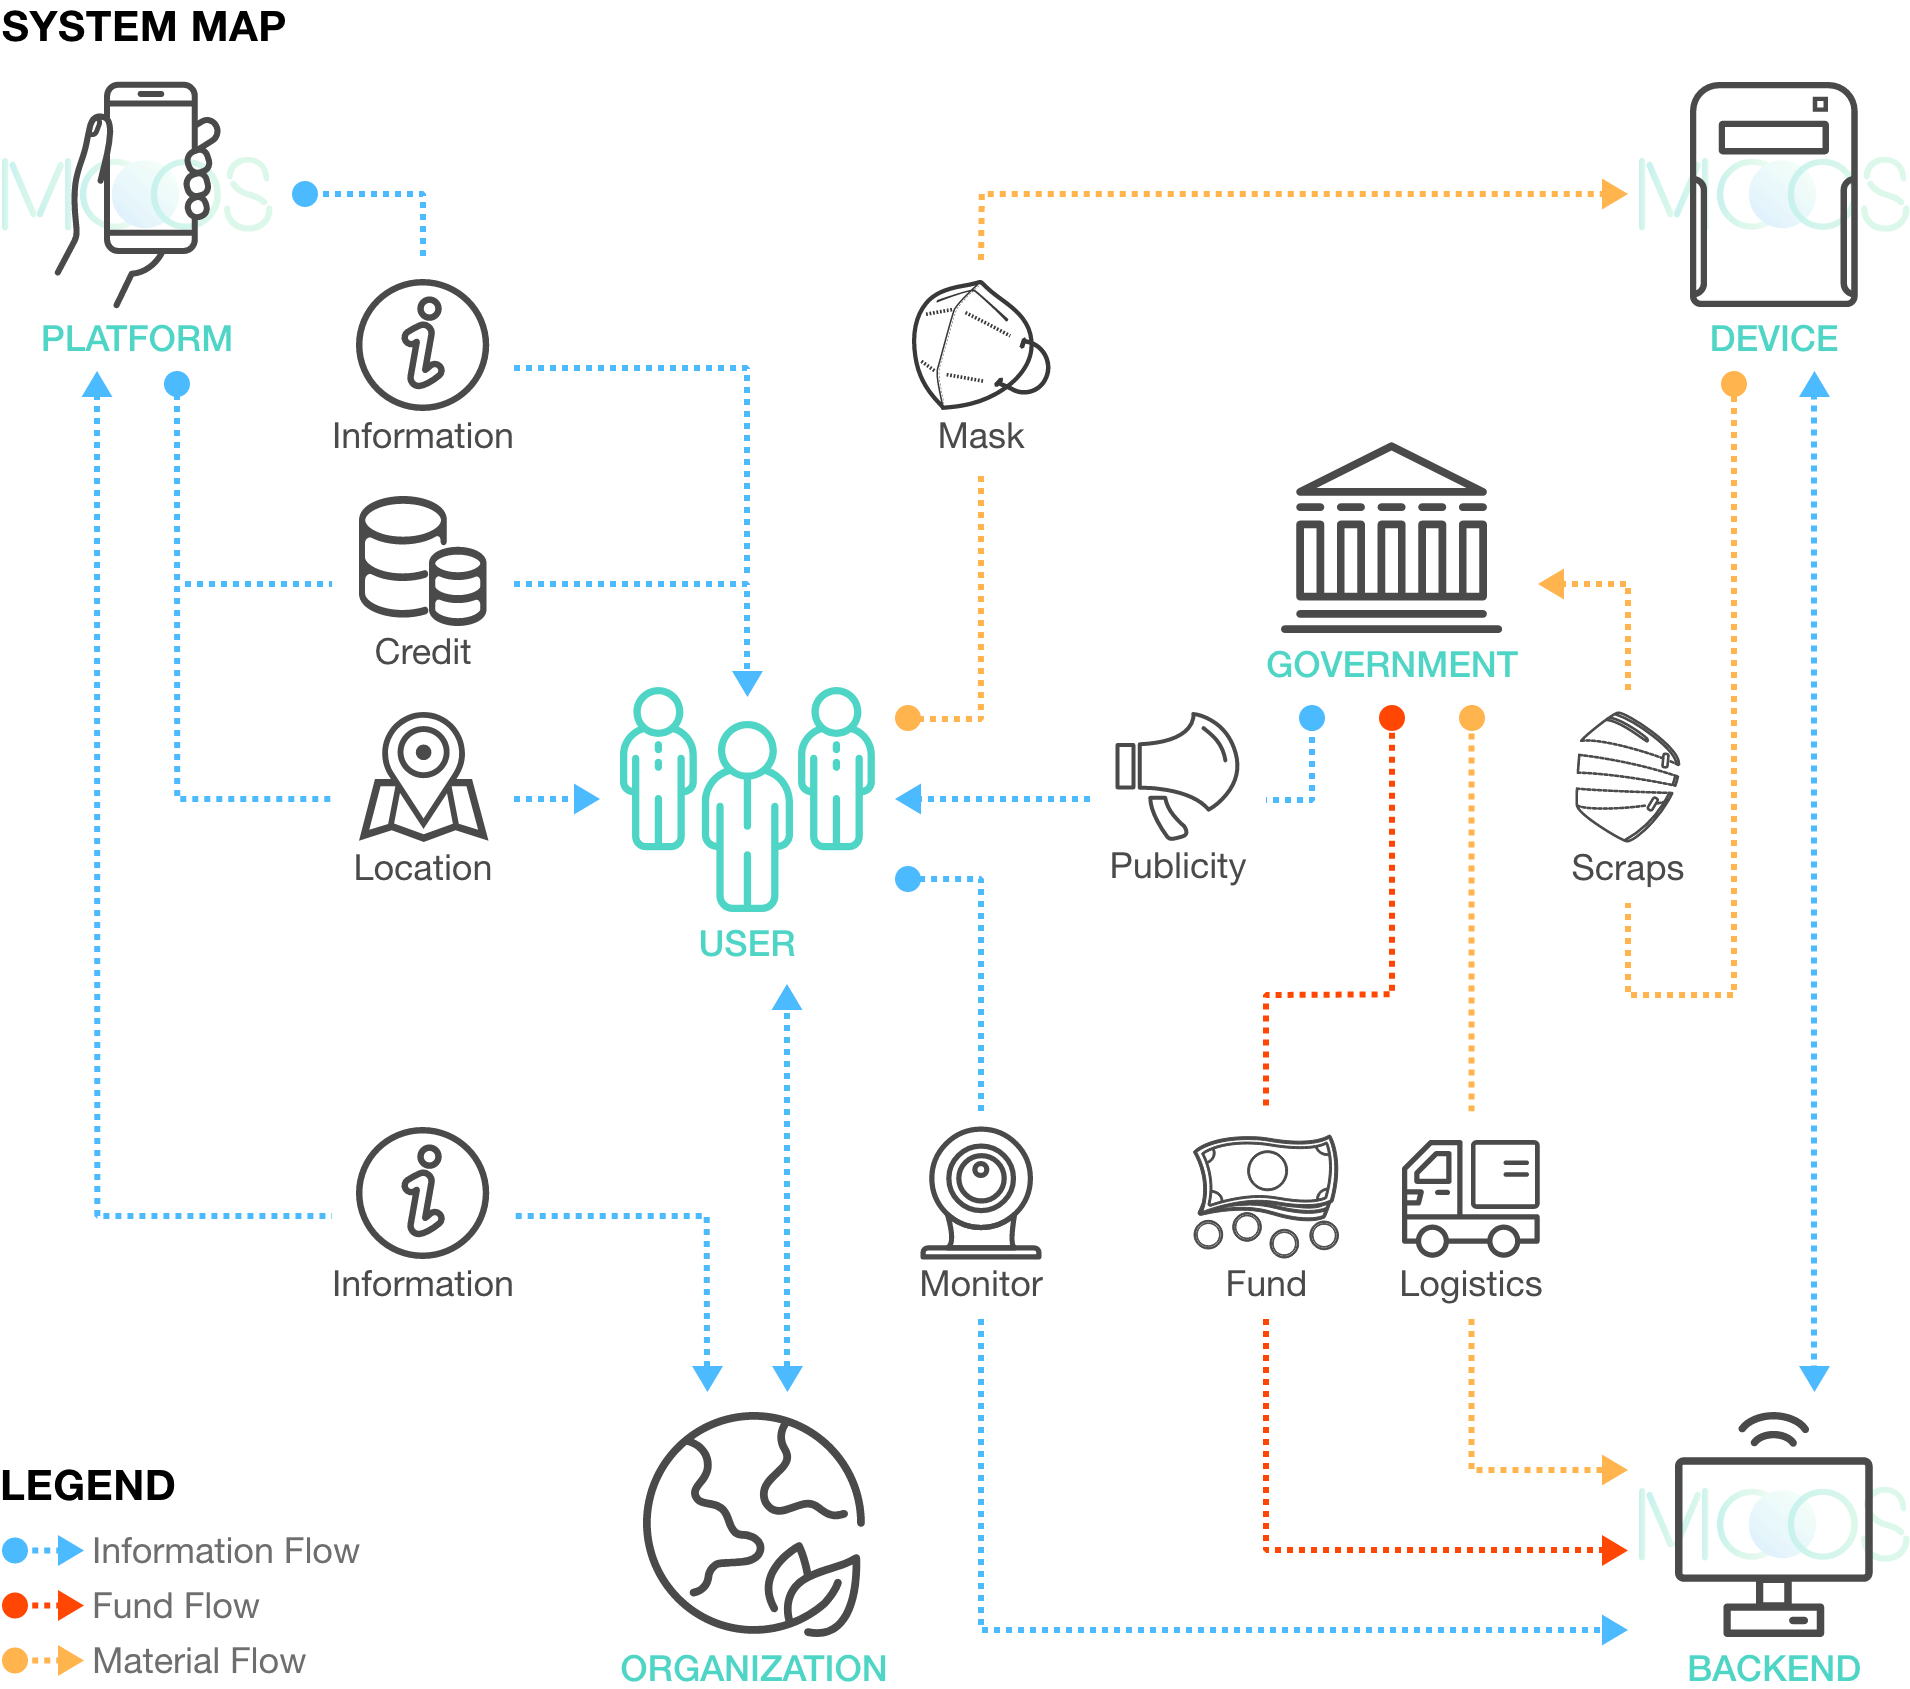 SYSTEM MAP
MOOS
MOOS
PLATFORM
DEVICE
Information
Mask
Credit
GOVERNMENT
Location
Publicity
Scraps
USER
Information
Monitor
Fund
Logistics
LEGEND
MOOS
Information Flow
Fund Flow
Material Flow
ORGANIZATION
BACKEND